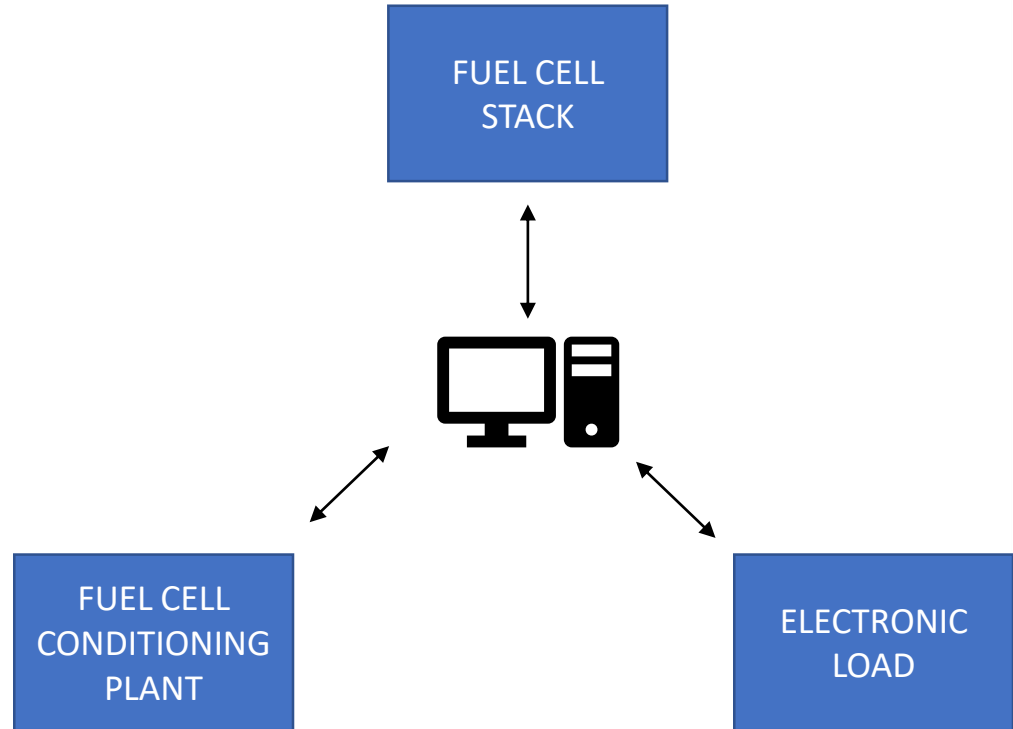 FUEL CELL
STACK
FUEL CELL
CONDITIONING
PLANT
ELECTRONIC
LOAD